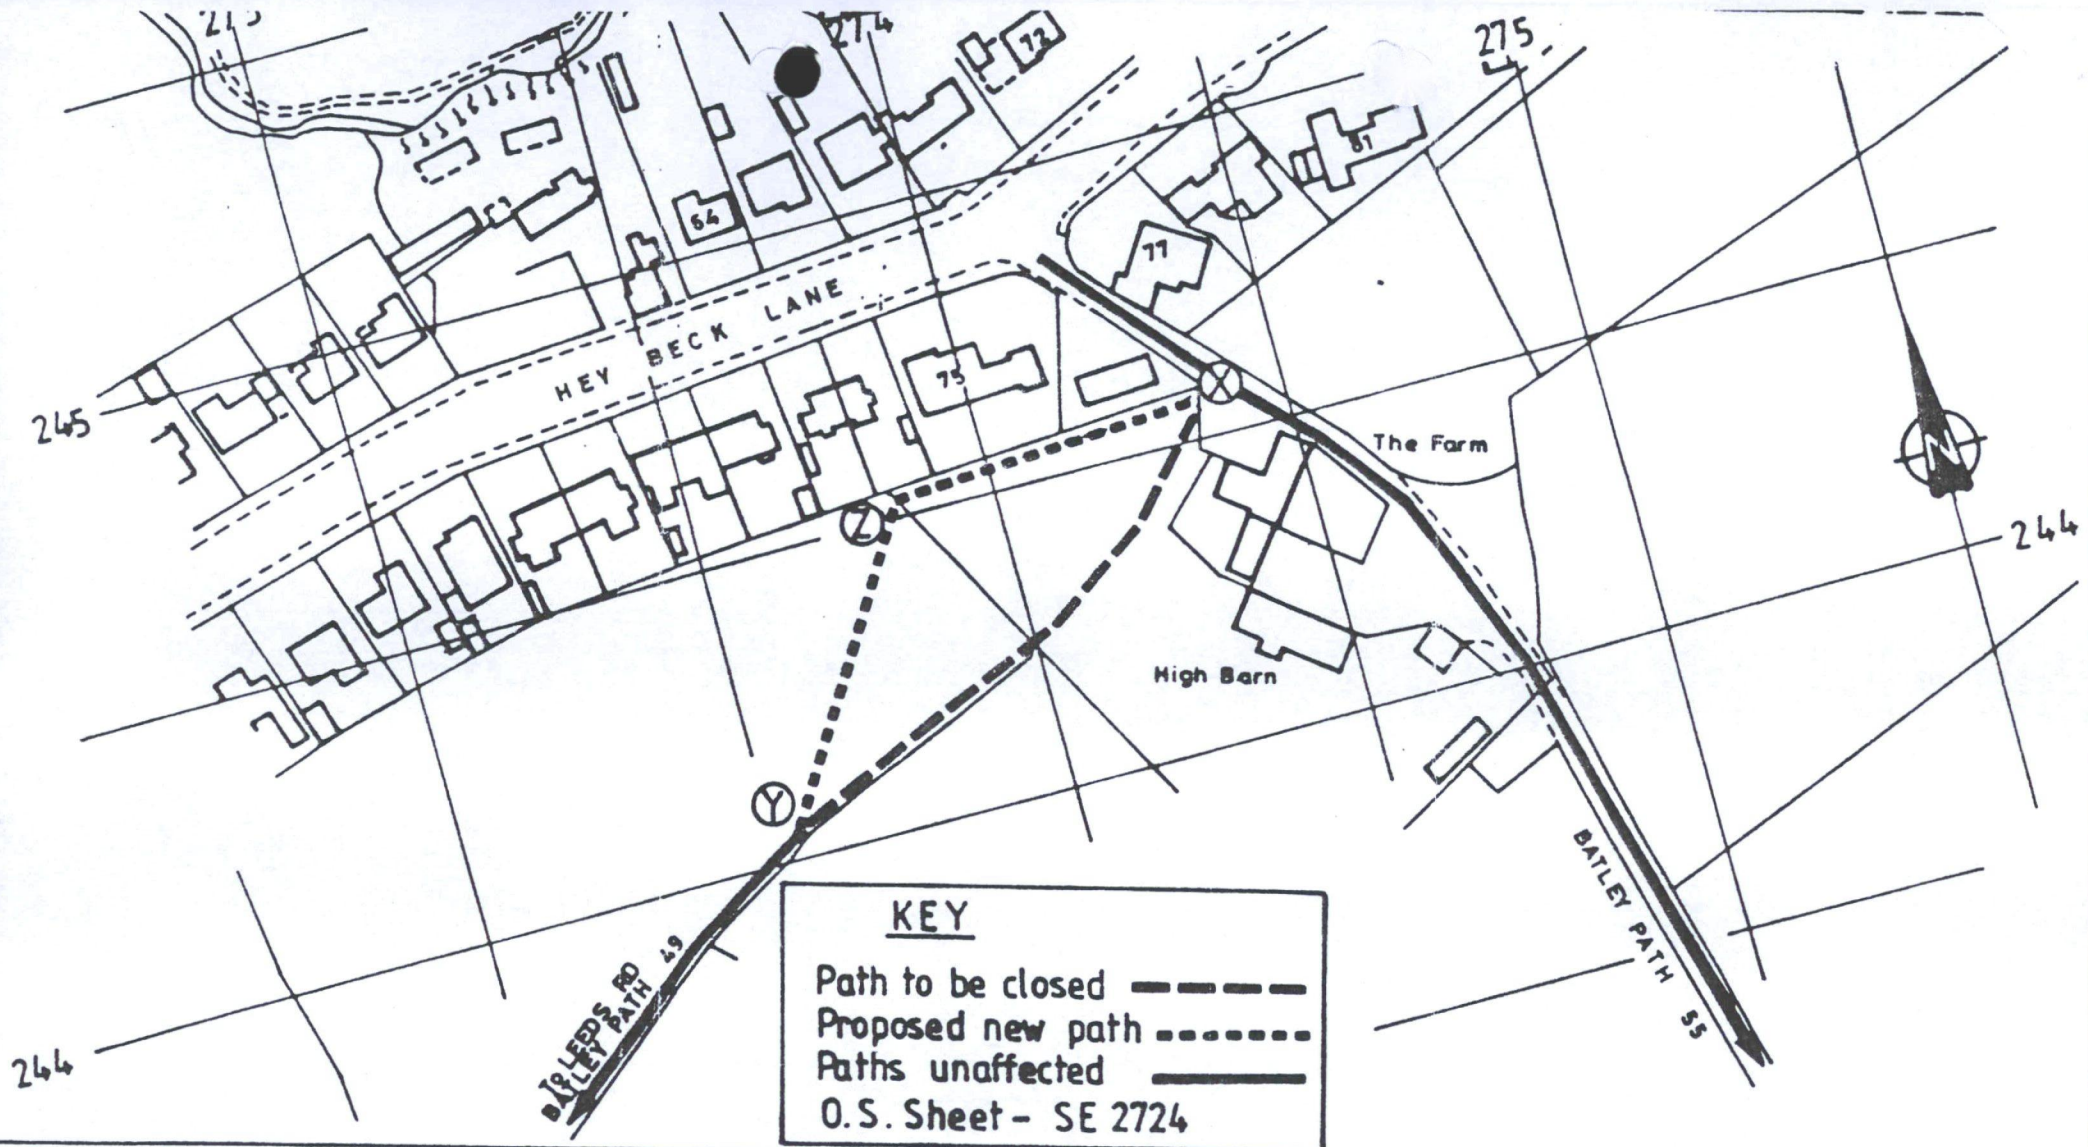 273
274
72
275
81
64
77
HEY BECK LANE
75
245
X
The Farm
N
Z
244
High Barn
Y
BATLEY PATH 55
TO LEEDS RD
BATLEY PATH 49
KEY
Path to be closed
Proposed new path
Paths unaffected
O.S. Sheet - SE 2724
244